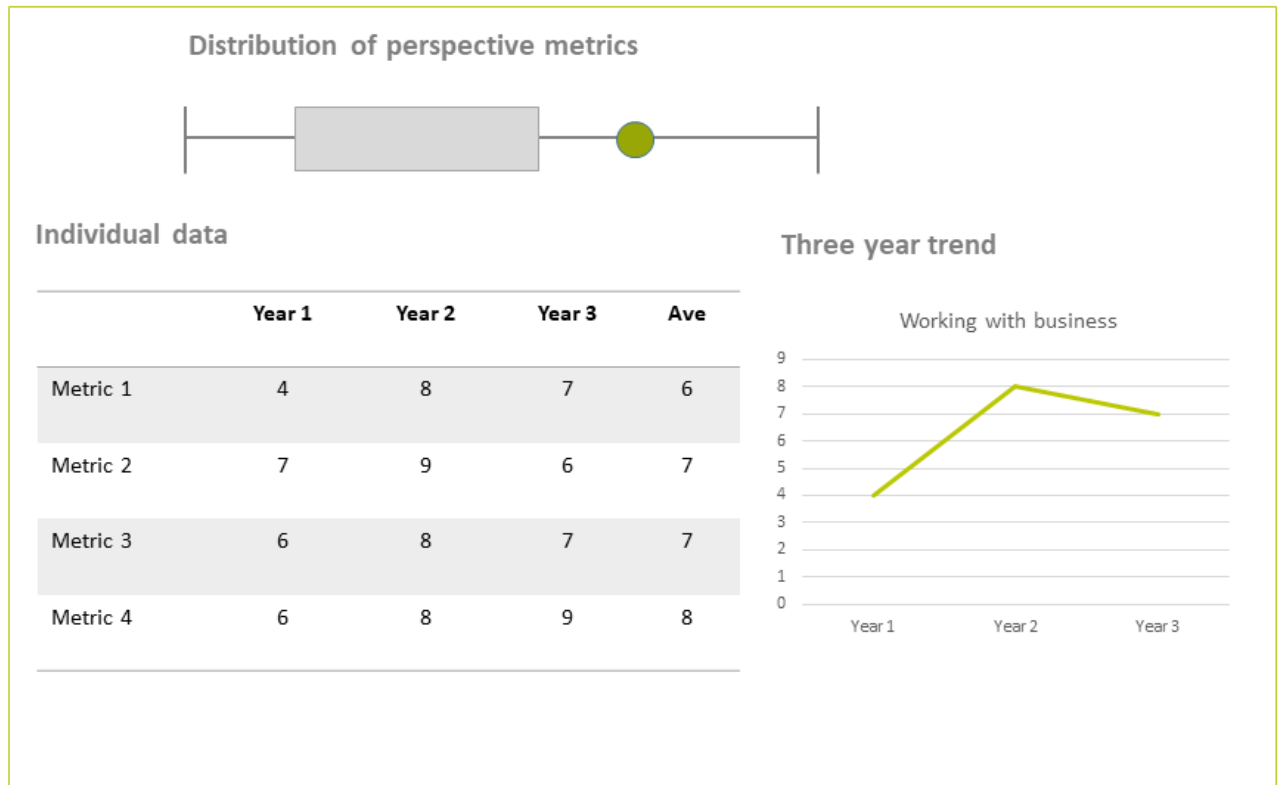 Distribution of perspective metrics
Individual data
Year 1 Year 2 Year 3 Ave
Metric 1 4 8 7 6
Metric 2 7 9 6 7
Metric 3 6 8 7 7
Metric 4 6 8 9 8
Three year trend
Working with business
9
8
7
6
5
4
3
2
1
0
Year 1 Year 2 Year 3